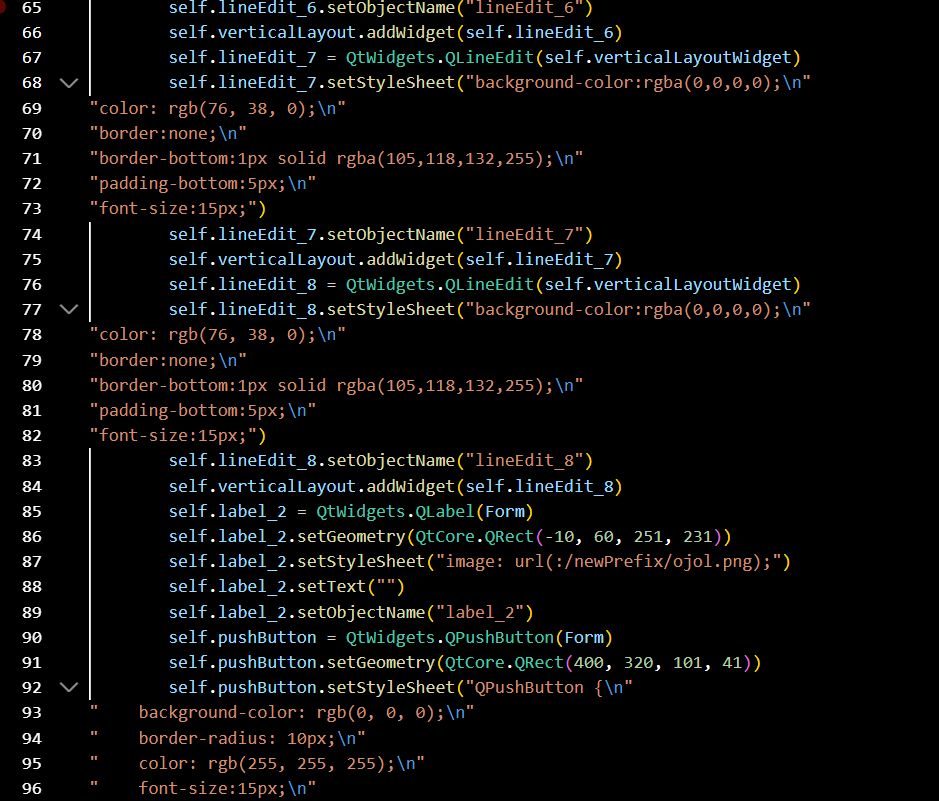 65 self.lineEdit_6.setObjectName("lineEdit_6")
66 self.verticalLayout.addWidget(self.lineEdit_6)
67 self.lineEdit_7 = QtWidgets.QLineEdit(self.verticalLayoutWidget)
68 self.lineEdit_7.setStyleSheet("background-color:rgba(0,0,0,0);\n"
69 "color: rgb(76, 38, 0);\n"
70 "border:none;\n"
71 "border-bottom:1px solid rgba(105,118,132,255);\n"
72 "padding-bottom:5px;\n"
73 "font-size:15px;")
74 self.lineEdit_7.setObjectName("lineEdit_7")
75 self.verticalLayout.addWidget(self.lineEdit_7)
76 self.lineEdit_8 = QtWidgets.QLineEdit(self.verticalLayoutWidget)
77 self.lineEdit_8.setStyleSheet("background-color:rgba(0,0,0,0);\n"
78 "color: rgb(76, 38, 0);\n"
79 "border:none;\n"
80 "border-bottom:1px solid rgba(105,118,132,255);\n"
81 "padding-bottom:5px;\n"
82 "font-size:15px;")
83 self.lineEdit_8.setObjectName("lineEdit_8")
84 self.verticalLayout.addWidget(self.lineEdit_8)
85 self.label_2 = QtWidgets.QLabel(Form)
86 self.label_2.setGeometry(QtCore.QRect(-10, 60, 251, 231))
87 self.label_2.setStyleSheet("image: url(:/newPrefix/ojol.png);")
88 self.label_2.setText("")
89 self.label_2.setObjectName("label_2")
90 self.pushButton = QtWidgets.QPushButton(Form)
91 self.pushButton.setGeometry(QtCore.QRect(400, 320, 101, 41))
92 self.pushButton.setStyleSheet("QPushButton {\n"
93 "    background-color: rgb(0, 0, 0);\n"
94 "    border-radius: 10px;\n"
95 "    color: rgb(255, 255, 255);\n"
96 "    font-size:15px;\n"